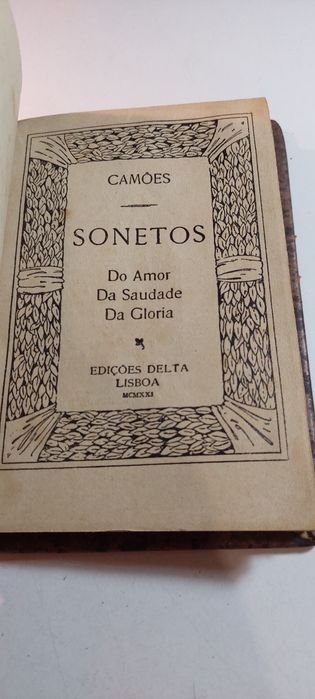 CAMÕES
SONETOS
Do Amor
Da Saudade
Da Gloria
EDIÇÕES DELTA
LISBOA
MCMXXI